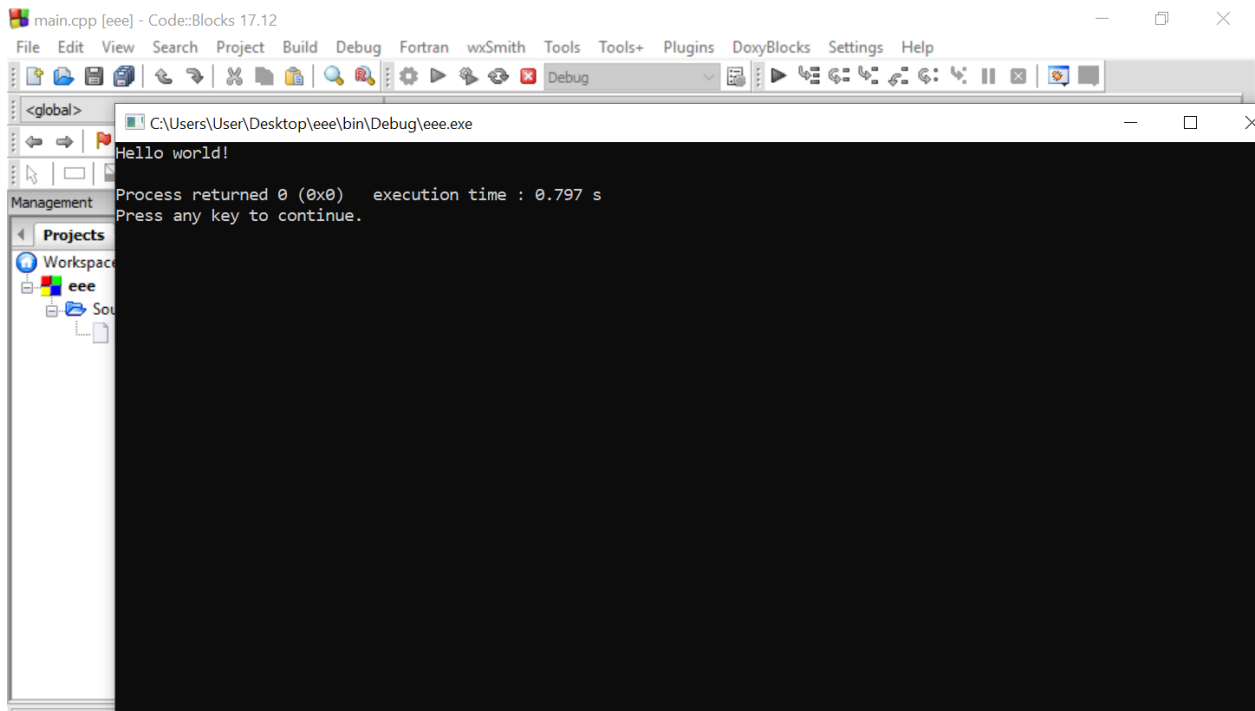 main.cpp [eee] - Code::Blocks 17.12
File Edit View Search Project Build Debug Fortran wxSmith Tools Tools+ Plugins DoxyBlocks Settings Help
Debug
<global>
C:\Users\User\Desktop\eee\bin\Debug\eee.exe
Hello world!
Process returned 0 (0x0)   execution time : 0.797 s
Press any key to continue.
Management
Projects
Workspace
eee
Sou